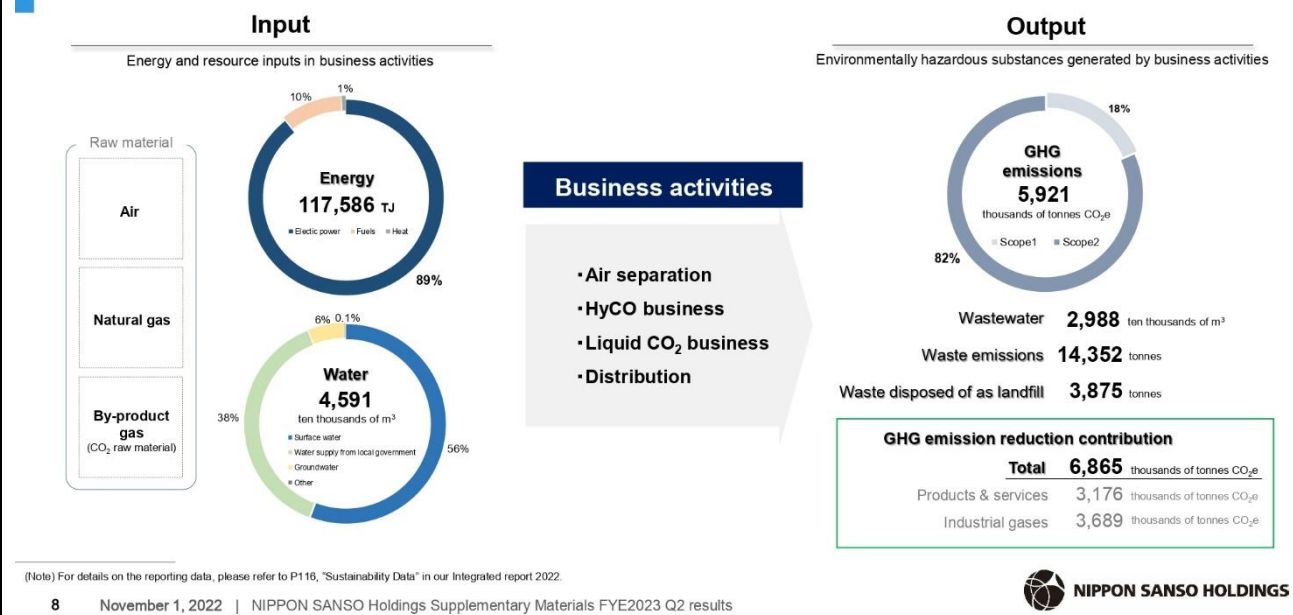 Input
Energy and resource inputs in business activities
Raw material
Air
Natural gas
By-product
gas
(CO₂ raw material)
10%
1%
Energy
117,586 TJ
Electic power Fuels Heat
89%
6% 0.1%
Water
4,591
ten thousands of m³
Surface water
Water supply from local government
Groundwater
Other
38%
56%
Business activities
・Air separation
・HyCO business
・Liquid CO₂ business
・Distribution
Output
Environmentally hazardous substances generated by business activities
18%
GHG
emissions
5,921
thousands of tonnes CO₂e
Scope1 Scope2
82%
Wastewater 2,988 ten thousands of m³
Waste emissions 14,352 tonnes
Waste disposed of as landfill 3,875 tonnes
GHG emission reduction contribution
Total 6,865 thousands of tonnes CO₂e
Products & services 3,176 thousands of tonnes CO₂e
Industrial gases 3,689 thousands of tonnes CO₂e
(Note) For details on the reporting data, please refer to P116, "Sustainability Data" in our Integrated report 2022.
8 November 1, 2022 | NIPPON SANSO Holdings Supplementary Materials FYE2023 Q2 results
NIPPON SANSO HOLDINGS